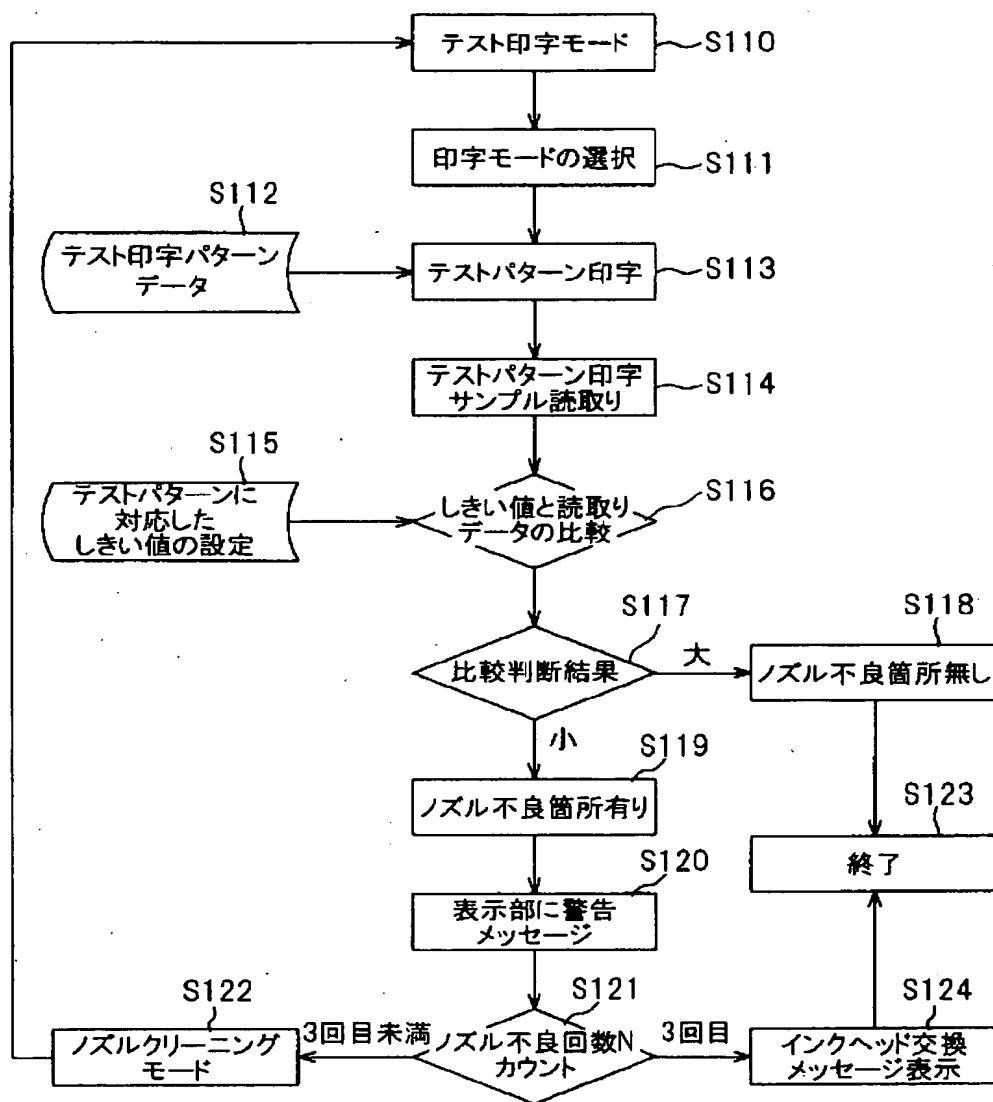 テスト印字モード
S110
印字モードの選択
S111
S112
テスト印字パターン
データ
テストパターン印字
S113
テストパターン印字
サンプル読取り
S114
S115
テストパターンに
対応した
しきい値の設定
しきい値と読取り
データの比較
S116
S117
比較判断結果
大
S118
ノズル不良箇所無し
小
S119
ノズル不良箇所有り
S123
終了
S120
表示部に警告
メッセージ
S121
ノズル不良回数N
カウント
3回目未満
S122
ノズルクリーニング
モード
3回目
S124
インクヘッド交換
メッセージ表示